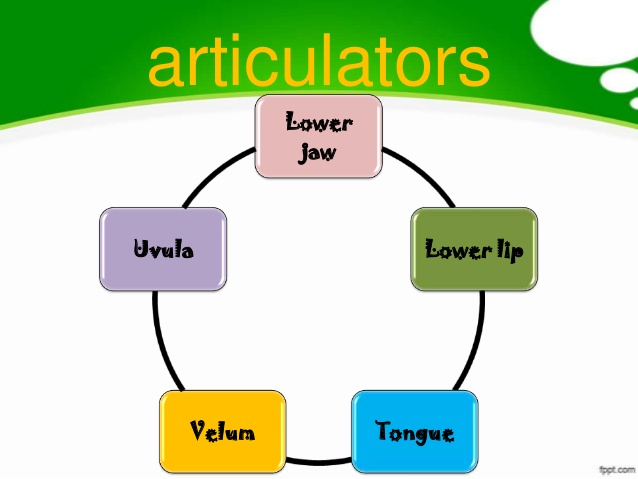 articulators
Lower
jaw
Uvula
Lower lip
Velum
Tongue
fppt.com